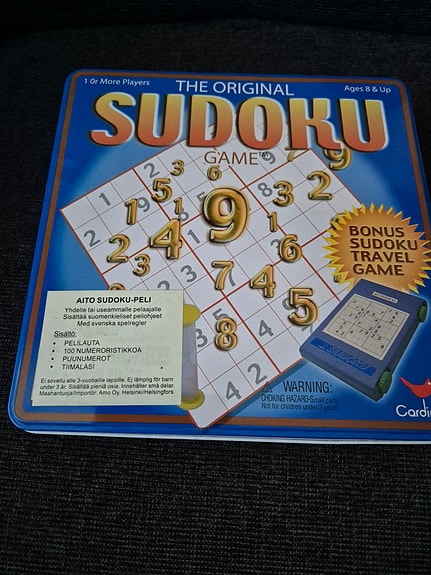 1 Or More Players
Ages 8 & Up
THE ORIGINAL
SUDOKU
GAME™
BONUS
SUDOKU
TRAVEL
GAME
AITO SUDOKU-PELI
Yhdelle tai useammalle pelaajalle
Sisältää suomenkieliset peliohjeet
Med svenska spelregler
Sisältö:
• PELILAUTA
• 100 NUMERORISTIKKOA
• PUUNUMEROT
• TIIMALASI
Ei sovellu alle 3-vuotiaille lapsille. Ej lämplig för barn
under 3 år. Sisältää pieniä osia. Innehåller små delar.
Maahantuoja/Importör: Amo Oy, Helsinki/Helsingfors
WARNING:
CHOKING HAZARD-Small parts.
Not for children under 3 years.
SUDOKU
Cardin